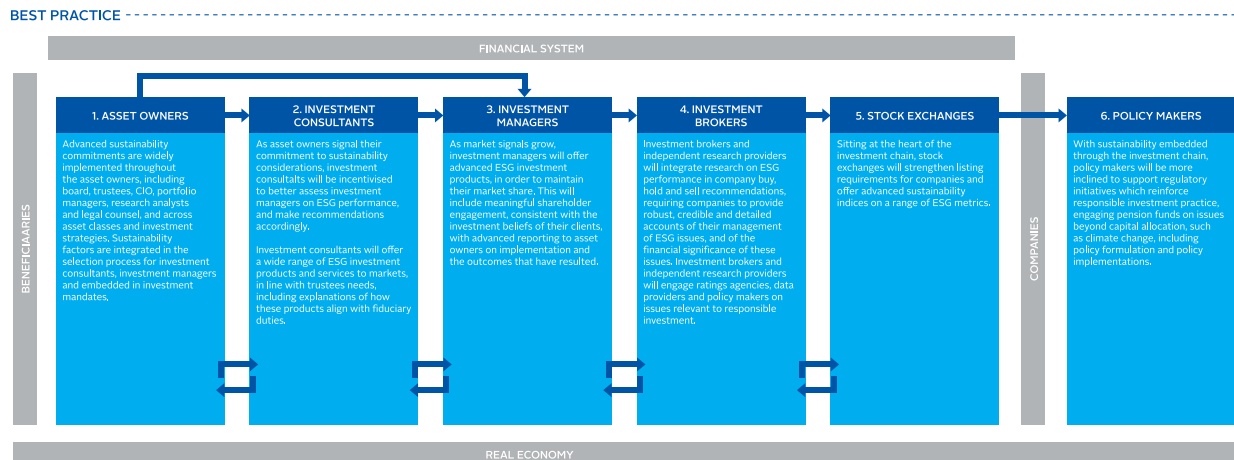 BEST PRACTICE
FINANCIAL SYSTEM
BENEFICIAARIES
1. ASSET OWNERS
Advanced sustainability
commitments are widely
implemented throughout
the asset owners, including
board, trustees, CIO, portfolio
managers, research analysts
and legal counsel, and across
asset classes and investment
strategies. Sustainability
factors are integrated in the
selection process for investment
consultants, investment managers
and embedded in investment
mandates.
2. INVESTMENT
CONSULTANTS
As asset owners signal their
commitment to sustainability
considerations, investment
consultalts will be incentivised
to better assess investment
managers on ESG performance,
and make recommendations
accordingly.
Investment consultants will offer
a wide range of ESG investment
products and services to markets,
in line with trustees needs,
including explanations of how
these products align with fiduciary
duties.
3. INVESTMENT
MANAGERS
As market signals grow,
investment managers will offer
advanced ESG investment
products, in order to maintain
their market share, This will
include meaningful shareholder
engagement, consistent with the
investment beliefs of their clients,
with advanced reporting to asset
owners on implementation and
the outcomes that have resulted.
4. INVESTMENT
BROKERS
Investment brokers and
independent research providers
will integrate research on ESG
performance in company buy,
hold and sell recommendations,
requiring companies to provide
robust, credible and detailed
accounts of their management
of ESG issues, and of the
financial significance of these
issues. Investment brokers and
independent research providers
will engage ratings agencies, data
providers and policy makers on
issues relevant to responsible
investment.
5. STOCK EXCHANGES
Sitting at the heart of the
investment chain, stock
exchanges will strengthen listing
requirements for companies and
offer advanced sustainability
indices on a range of ESG metrics.
COMPANIES
6. POLICY MAKERS
With sustainability embedded
through the investment chain,
policy makers will be more
inclined to support regulatory
initiatives which reinforce
responsible investment practice,
engaging pension funds on issues
beyond capital allocation, such
as climate change, including
policy formulation and policy
implementations.
REAL ECONOMY